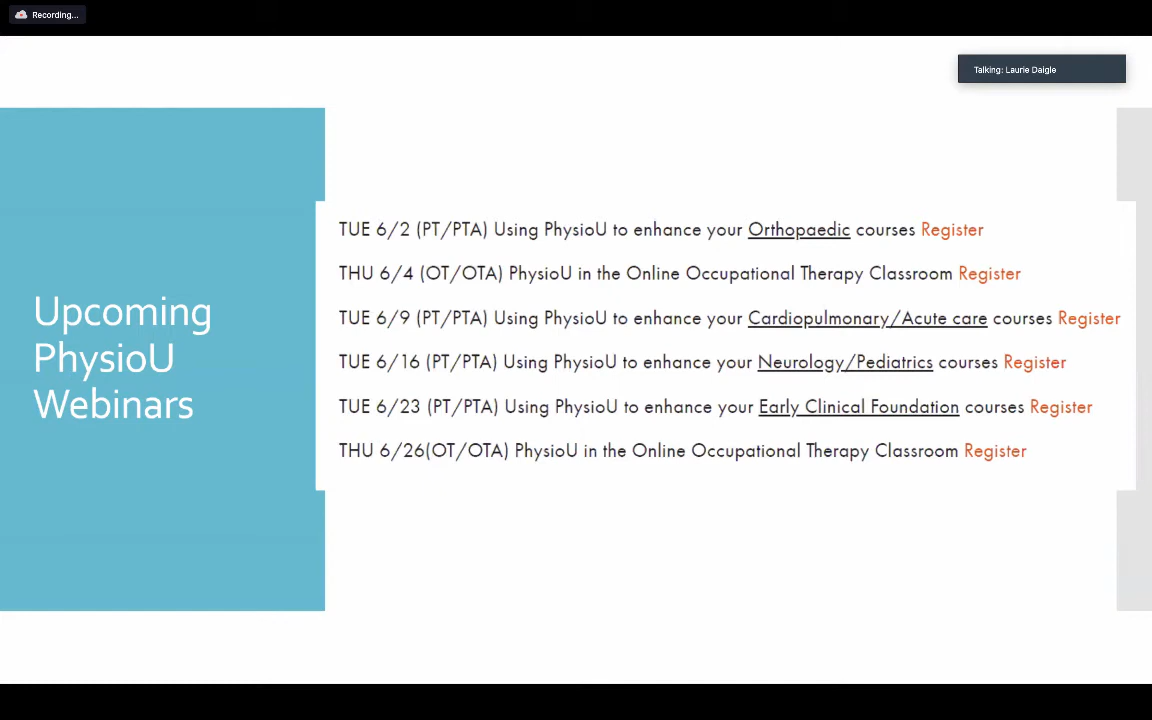 Recording...
Talking: Laurie Daigle
Upcoming
PhysioU
Webinars
TUE 6/2 (PT/PTA) Using PhysioU to enhance your Orthopaedic courses Register
THU 6/4 (OT/OTA) PhysioU in the Online Occupational Therapy Classroom Register
TUE 6/9 (PT/PTA) Using PhysioU to enhance your Cardiopulmonary/Acute care courses Register
TUE 6/16 (PT/PTA) Using PhysioU to enhance your Neurology/Pediatrics courses Register
TUE 6/23 (PT/PTA) Using PhysioU to enhance your Early Clinical Foundation courses Register
THU 6/26(OT/OTA) PhysioU in the Online Occupational Therapy Classroom Register